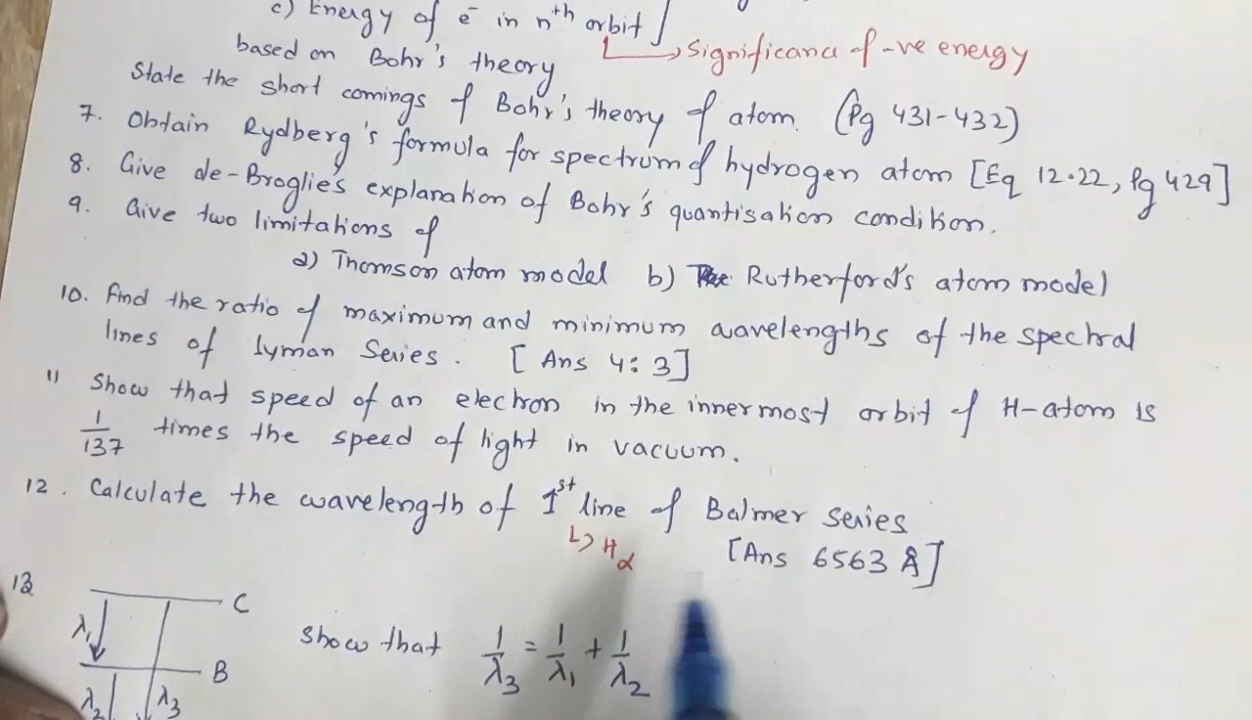 c) Energy of e⁻ in nᵗʰ orbit]
↳ Significance of -ve energy
based on Bohr's theory
State the short comings of Bohr's theory of atom. (Pg 431-432)
7. Obtain Rydberg's formula for spectrum of hydrogen atom [Eq 12.22, Pg 429]
8. Give de-Broglie's explanation of Bohr's quantisation condition.
9. Give two limitations of
a) Thomson atom model b) Rutherford's atom model
10. Find the ratio of maximum and minimum wavelengths of the spectral
lines of Lyman Series. [Ans 4:3]
11 Show that speed of an electron in the innermost orbit of H-atom is
1/137 times the speed of light in vacuum.
12. Calculate the wavelength of 1ˢᵗ line of Balmer series
↳ Hα [Ans 6563 Å]
13
C
λ₁
Show that 1/λ₃ = 1/λ₁ + 1/λ₂
B
λ₂ λ₃